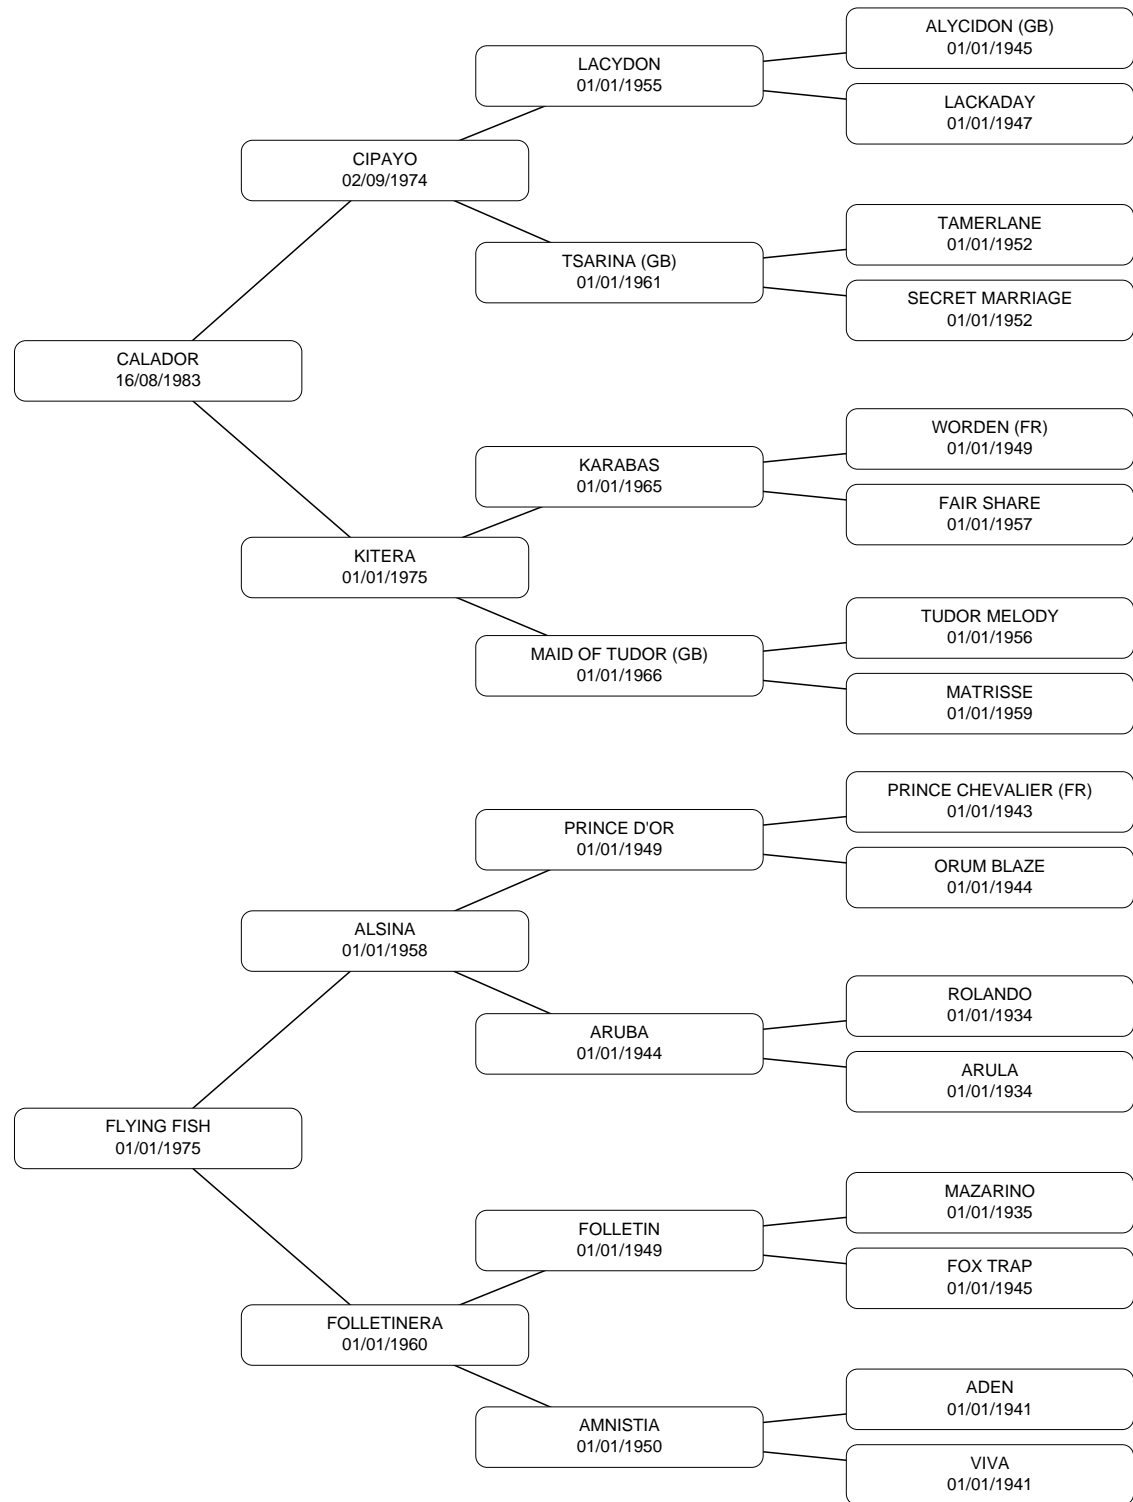 ALYCIDON (GB)
01/01/1945
LACYDON
01/01/1955
LACKADAY
01/01/1947
CIPAYO
02/09/1974
TAMERLANE
01/01/1952
TSARINA (GB)
01/01/1961
SECRET MARRIAGE
01/01/1952
CALADOR
16/08/1983
WORDEN (FR)
01/01/1949
KARABAS
01/01/1965
FAIR SHARE
01/01/1957
KITERA
01/01/1975
TUDOR MELODY
01/01/1956
MAID OF TUDOR (GB)
01/01/1966
MATRISSE
01/01/1959
PRINCE CHEVALIER (FR)
01/01/1943
PRINCE D'OR
01/01/1949
ORUM BLAZE
01/01/1944
ALSINA
01/01/1958
ROLANDO
01/01/1934
ARUBA
01/01/1944
ARULA
01/01/1934
FLYING FISH
01/01/1975
MAZARINO
01/01/1935
FOLLETIN
01/01/1949
FOX TRAP
01/01/1945
FOLLETINERA
01/01/1960
ADEN
01/01/1941
AMNISTIA
01/01/1950
VIVA
01/01/1941